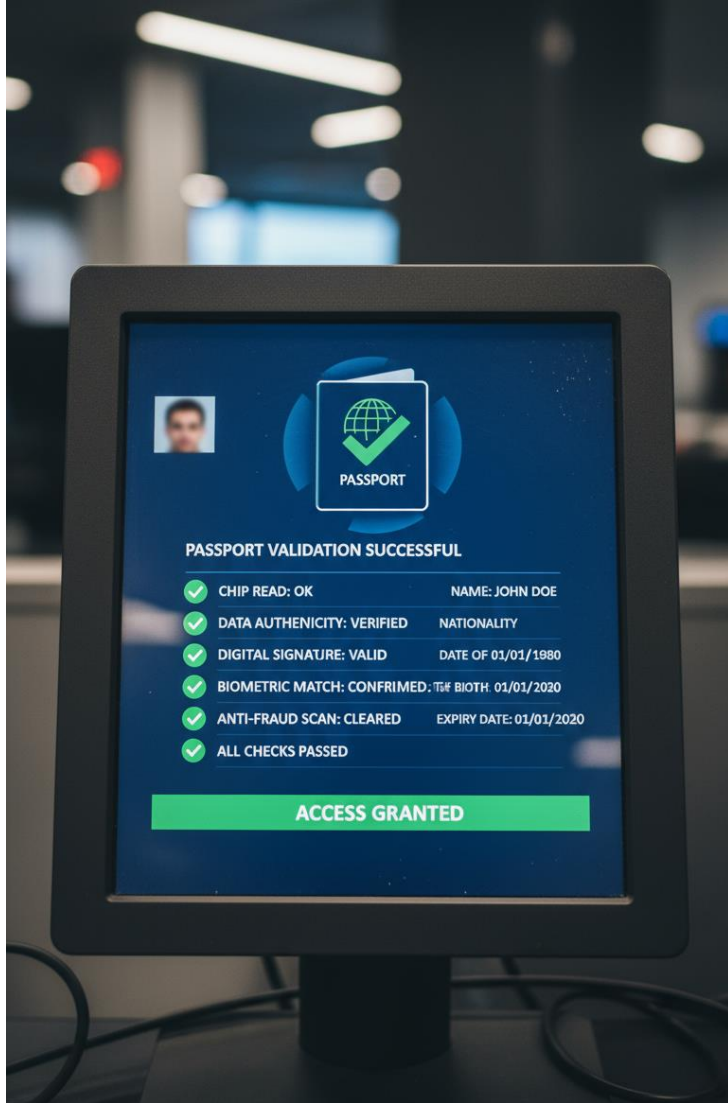 PASSPORT
PASSPORT VALIDATION SUCCESSFUL
CHIP READ: OK
NAME: JOHN DOE
DATA AUTHENICITY: VERIFIED
NATIONALITY
DIGITAL SIGNATURE: VALID
DATE OF 01/01/1980
BIOMETRIC MATCH: CONFRIMED:
BIOTH: 01/01/2020
ANTI-FRAUD SCAN: CLEARED
EXPIRY DATE: 01/01/2020
ALL CHECKS PASSED
ACCESS GRANTED